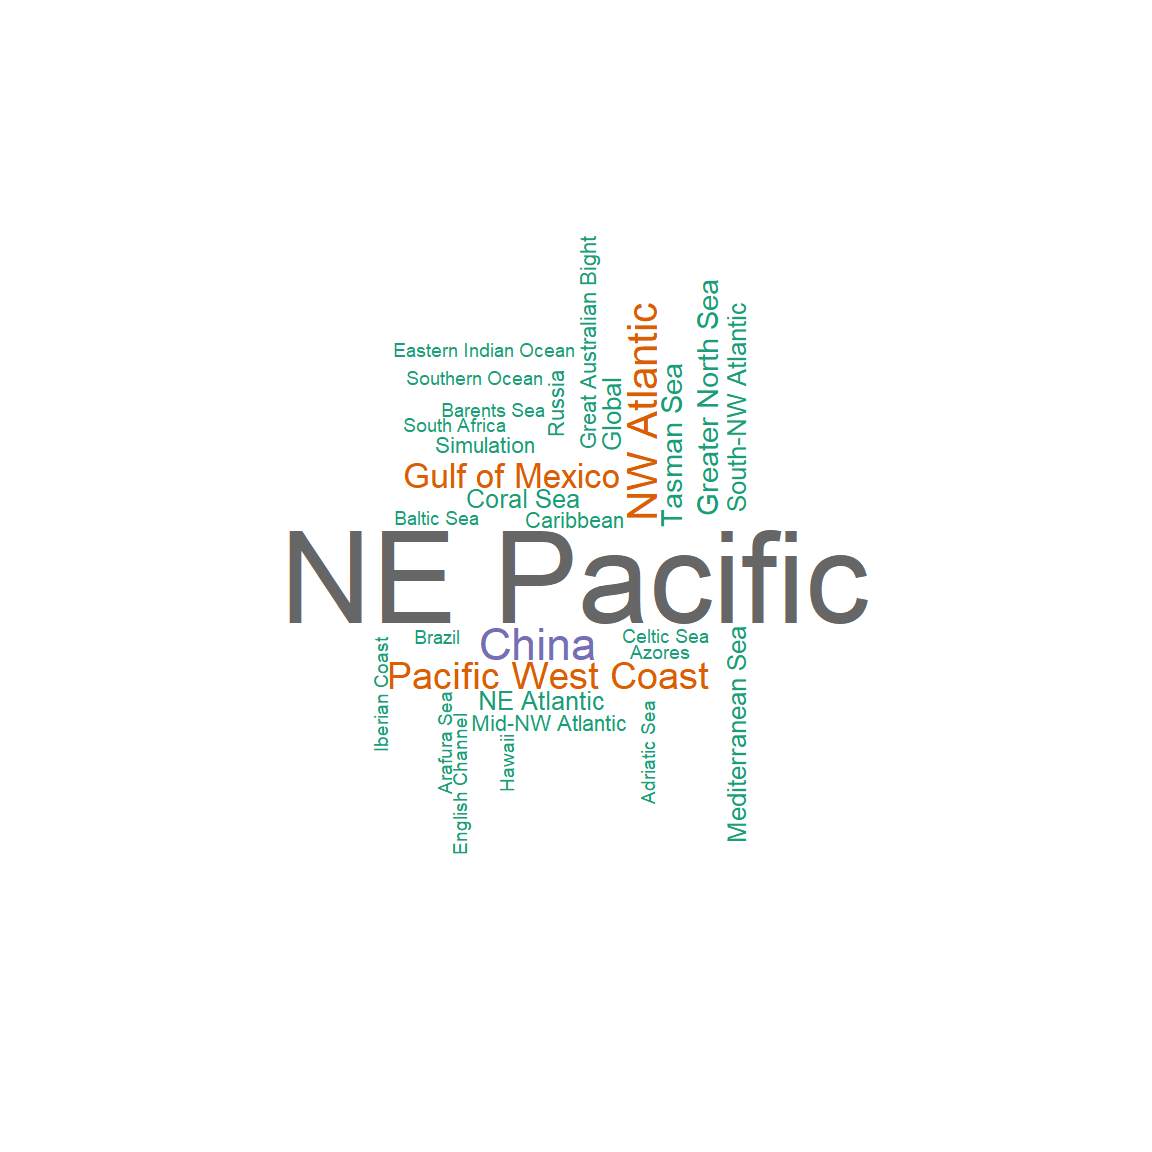 Great Australian Bight
Greater North Sea
NW Atlantic
South-NW Atlantic
Eastern Indian Ocean
Tasman Sea
Southern Ocean
Russia
Global
Barents Sea
South Africa
Simulation
Gulf of Mexico
Coral Sea
Baltic Sea
Caribbean
NE Pacific
Brazil
China
Celtic Sea
Azores
Mediterranean Sea
Iberian Coast
Pacific West Coast
NE Atlantic
Arafura Sea
Mid-NW Atlantic
Adriatic Sea
English Channel
Hawaii